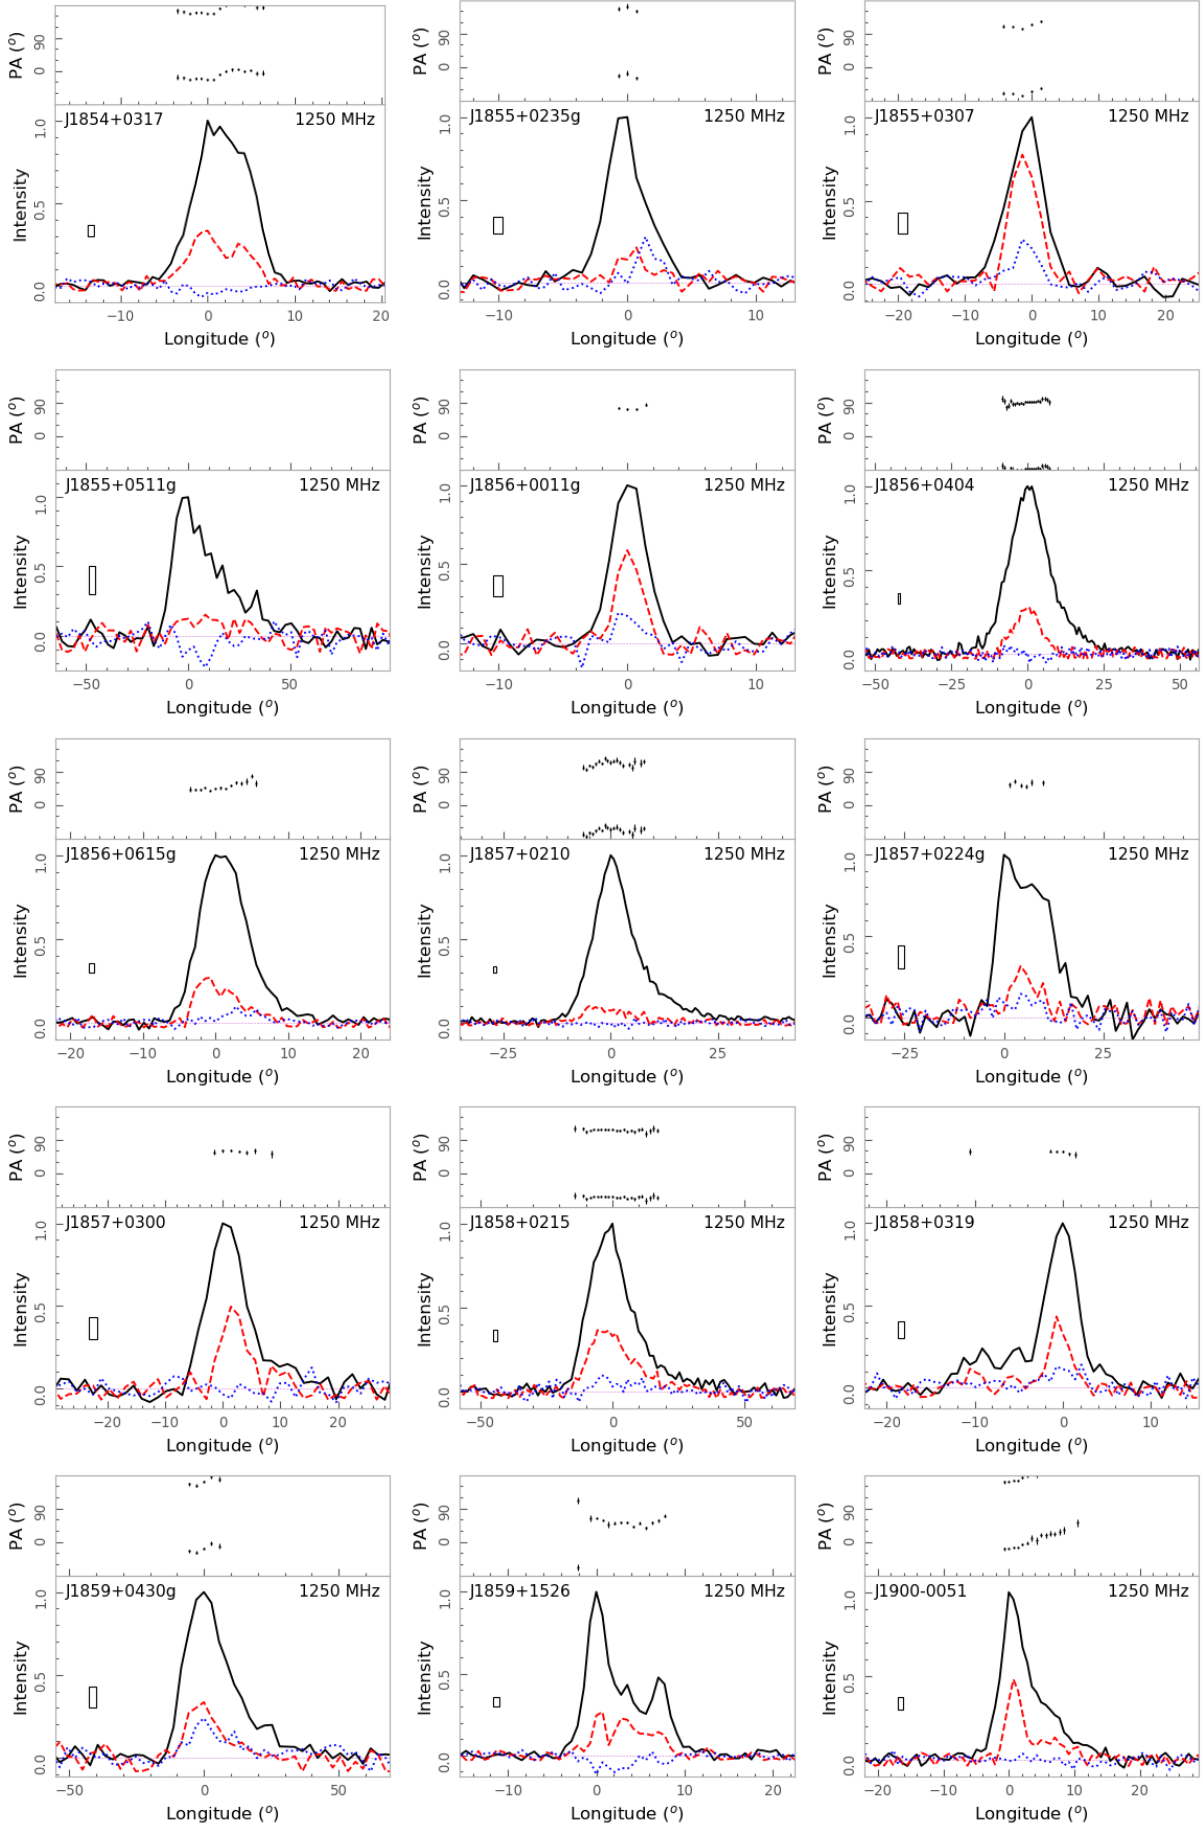 PA (°) 90 0 PA (°) 90 0 PA (°) 90 0
J1854+0317 1250 MHz J1855+0235g 1250 MHz J1855+0307 1250 MHz
Intensity 1.0 0.5 0.0 Intensity 1.0 0.5 0.0 Intensity 1.0 0.5 0.0
−10 0 10 20 −10 0 10 −20 −10 0 10 20
Longitude (°) Longitude (°) Longitude (°)
PA (°) 90 0 PA (°) 90 0 PA (°) 90 0
J1855+0511g 1250 MHz J1856+0011g 1250 MHz J1856+0404 1250 MHz
Intensity 1.0 0.5 0.0 Intensity 1.0 0.5 0.0 Intensity 1.0 0.5 0.0
−50 0 50 −10 0 10 −50 −25 0 25 50
Longitude (°) Longitude (°) Longitude (°)
PA (°) 90 0 PA (°) 90 0 PA (°) 90 0
J1856+0615g 1250 MHz J1857+0210 1250 MHz J1857+0224g 1250 MHz
Intensity 1.0 0.5 0.0 Intensity 1.0 0.5 0.0 Intensity 1.0 0.5 0.0
−20 −10 0 10 20 −25 0 25 −25 0 25
Longitude (°) Longitude (°) Longitude (°)
PA (°) 90 0 PA (°) 90 0 PA (°) 90 0
J1857+0300 1250 MHz J1858+0215 1250 MHz J1858+0319 1250 MHz
Intensity 1.0 0.5 0.0 Intensity 1.0 0.5 0.0 Intensity 1.0 0.5 0.0
−20 −10 0 10 20 −50 0 50 −20 −10 0 10
Longitude (°) Longitude (°) Longitude (°)
PA (°) 90 0 PA (°) 90 0 PA (°) 90 0
J1859+0430g 1250 MHz J1859+1526 1250 MHz J1900-0051 1250 MHz
Intensity 1.0 0.5 0.0 Intensity 1.0 0.5 0.0 Intensity 1.0 0.5 0.0
−50 0 50 −10 0 10 20 −20 −10 0 10 20
Longitude (°) Longitude (°) Longitude (°)